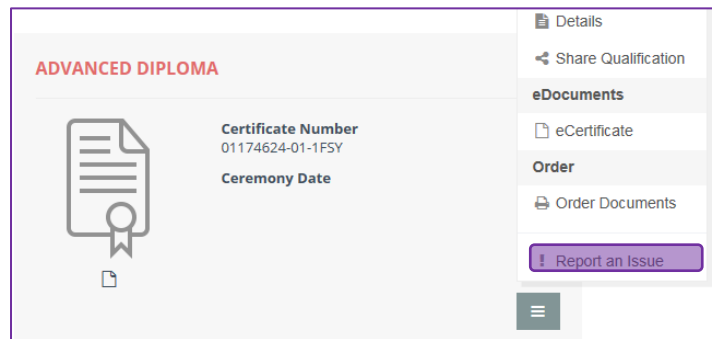 ADVANCED DIPLOMA
Certificate Number
01174624-01-1FSY
Ceremony Date
Details
Share Qualification
eDocuments
eCertificate
Order
Order Documents
! Report an Issue